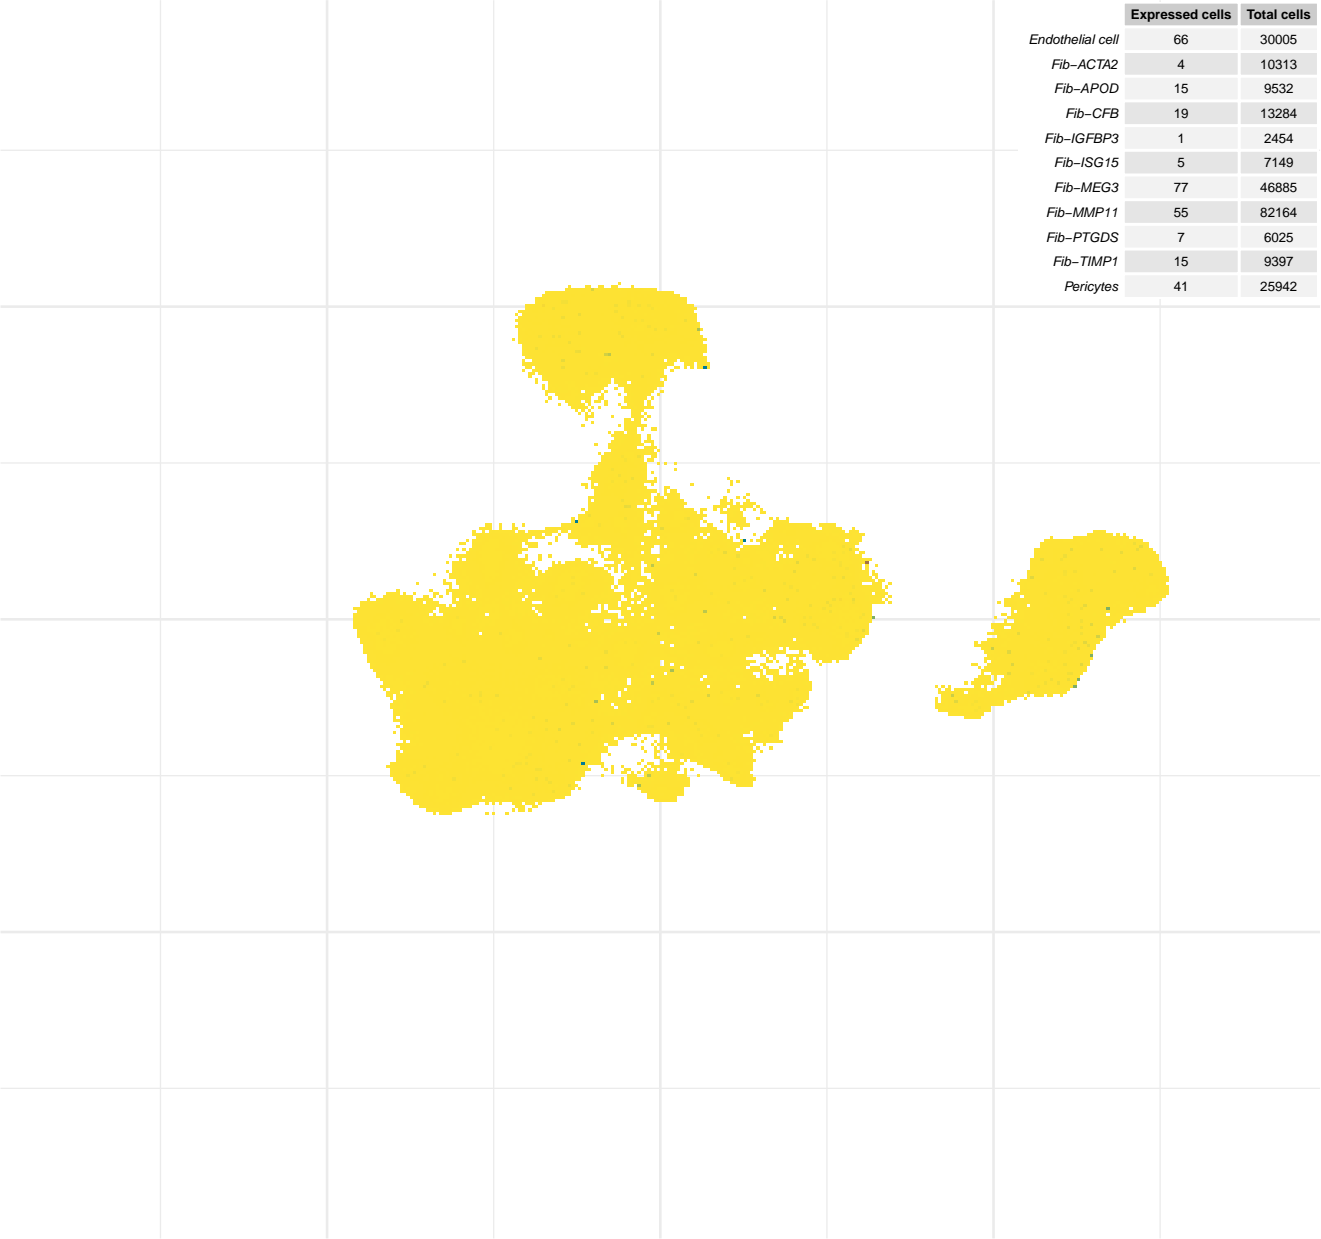 Expressed cells Total cells
Endothelial cell 66 30005
Fib−ACTA2 4 10313
Fib−APOD 15 9532
Fib−CFB 19 13284
Fib−IGFBP3 1 2454
Fib−ISG15 5 7149
Fib−MEG3 77 46885
Fib−MMP11 55 82164
Fib−PTGDS 7 6025
Fib−TIMP1 15 9397
Pericytes 41 25942